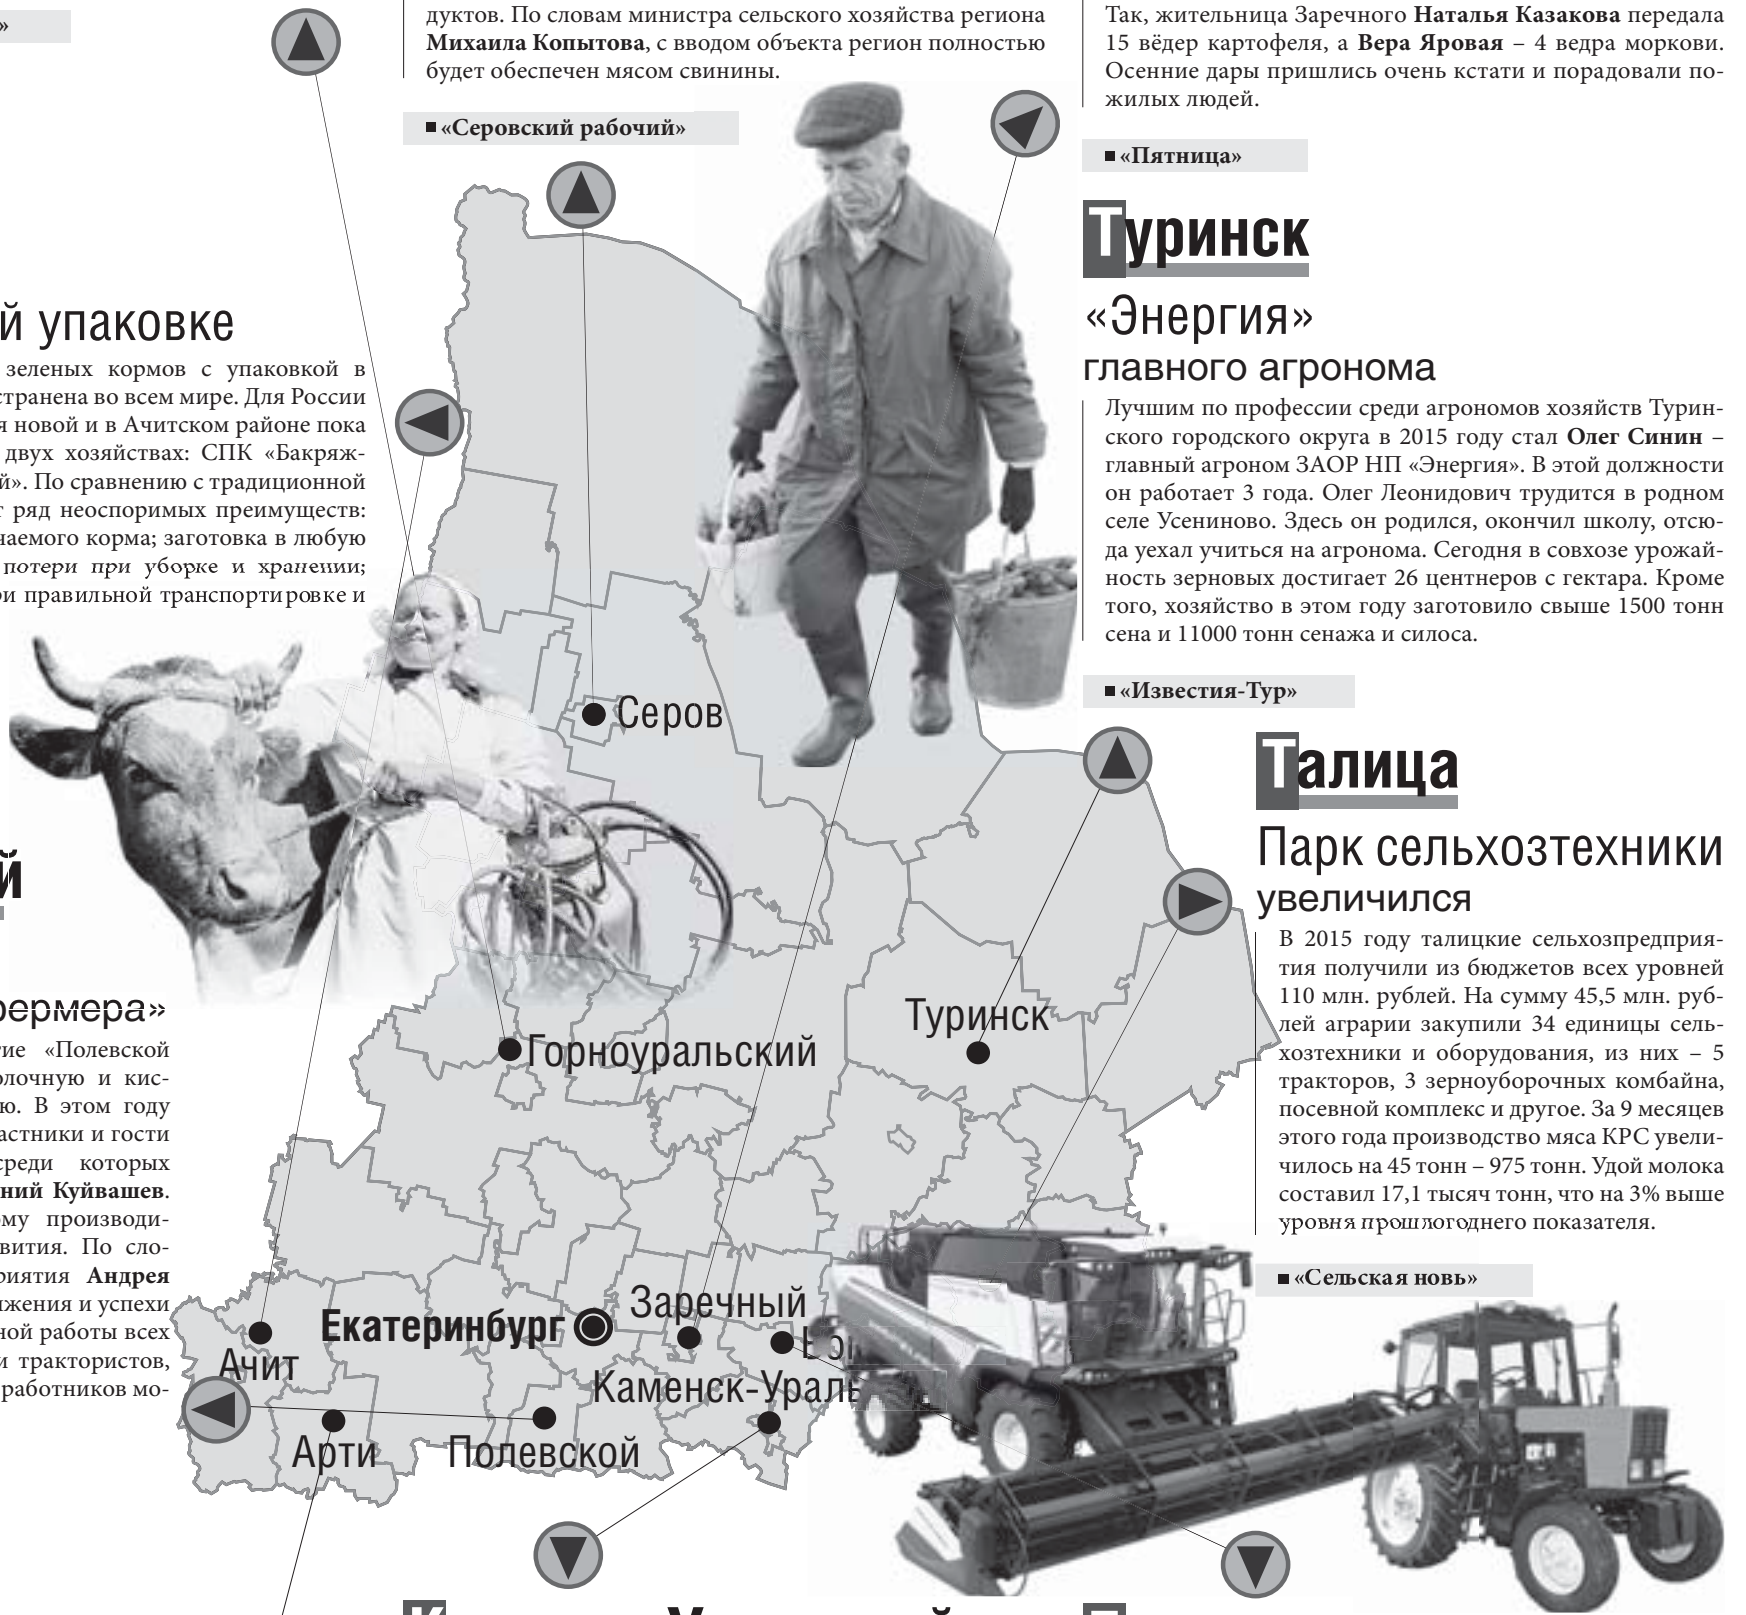 »
й упаковке
зеленых кормов с упаковкой в
странена во всем мире. Для России
я новой и в Ачитском районе пока
двух хозяйствах: СПК «Бакряж-
й». По сравнению с традиционной
т ряд неоспоримых преимуществ:
чаемого корма; заготовка в любую
потери при уборке и хранении;
ри правильной транспортировке и
й
фермера»
тие «Полевской
олочную и кис-
ю. В этом году
астники и гости
среди которых
ний Куйвашев.
ому производи-
вития. По сло-
риятия Андрея
ижения и успехи
ной работы всех
и трактористов,
работников мо-
дуктов. По словам министра сельского хозяйства региона
Михаила Копытова, с вводом объекта регион полностью
будет обеспечен мясом свинины.
«Серовский рабочий»
Серов
Туринск
Горноуральский
Заречный
Екатеринбург
Ачит
Каменск-Ураль
Арти
Полевской
Так, жительница Заречного Наталья Казакова передала
15 вёдер картофеля, а Вера Яровая – 4 ведра моркови.
Осенние дары пришлись очень кстати и порадовали по-
жилых людей.
«Пятница»
Туринск
«Энергия»
главного агронома
Лучшим по профессии среди агрономов хозяйств Турин-
ского городского округа в 2015 году стал Олег Синин –
главный агроном ЗАОР НП «Энергия». В этой должности
он работает 3 года. Олег Леонидович трудится в родном
селе Усениново. Здесь он родился, окончил школу, отсю-
да уехал учиться на агронома. Сегодня в совхозе урожай-
ность зерновых достигает 26 центнеров с гектара. Кроме
того, хозяйство в этом году заготовило свыше 1500 тонн
сена и 11000 тонн сенажа и силоса.
«Известия-Тур»
Талица
Парк сельхозтехники
увеличился
В 2015 году талицкие сельхозпредприя-
тия получили из бюджетов всех уровней
110 млн. рублей. На сумму 45,5 млн. руб-
лей аграрии закупили 34 единицы сель-
хозтехники и оборудования, из них – 5
тракторов, 3 зерноуборочных комбайна,
посевной комплекс и другое. За 9 месяцев
этого года производство мяса КРС увели-
чилось на 45 тонн – 975 тонн. Удой молока
составил 17,1 тысяч тонн, что на 3% выше
уровня прошлогоднего показателя.
«Сельская новь»